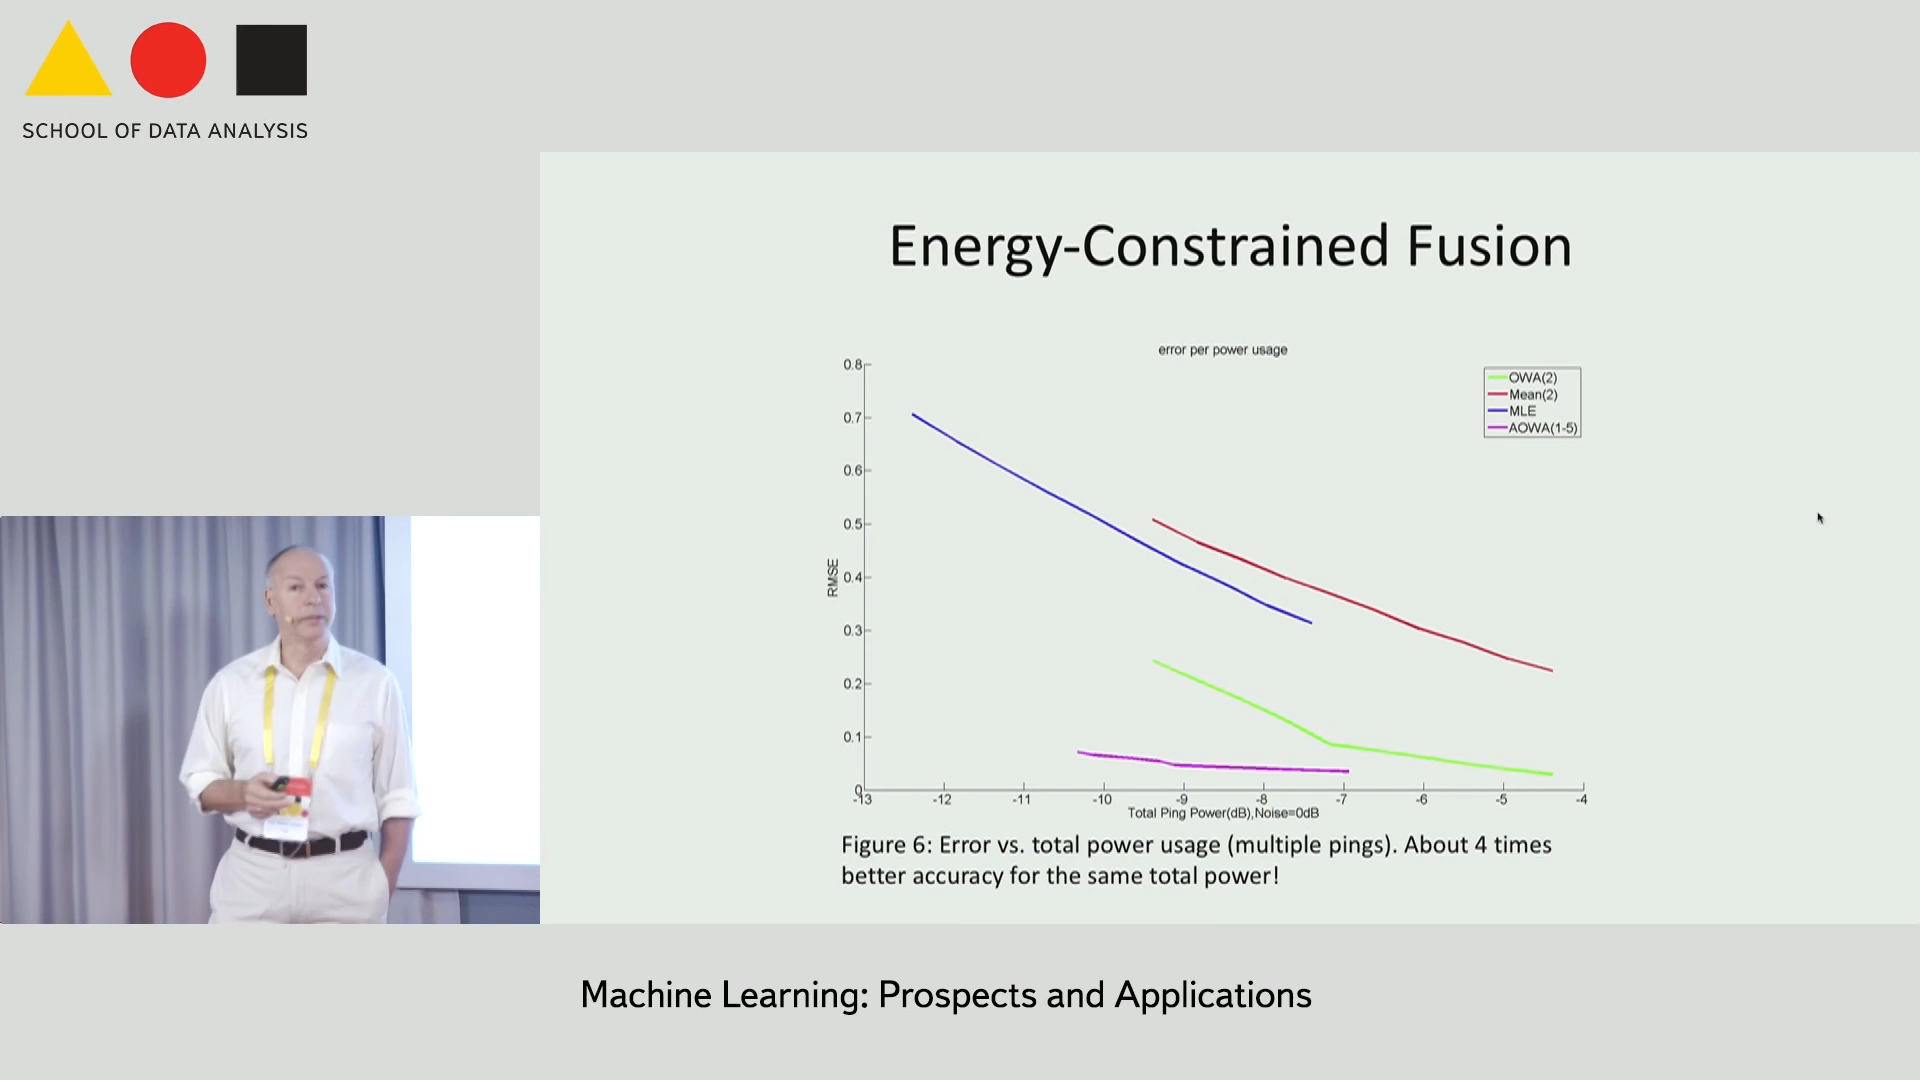 SCHOOL OF DATA ANALYSIS
Energy-Constrained Fusion
error per power usage
OWA(2)
Mean(2)
MLE
AOWA(1-5)
RMSE
0.8
0.7
0.6
0.5
0.4
0.3
0.2
0.1
0
-13 -12 -11 -10 -9 -8 -7 -6 -5 -4
Total Ping Power(dB),Noise=0dB
Figure 6: Error vs. total power usage (multiple pings). About 4 times
better accuracy for the same total power!
Machine Learning: Prospects and Applications